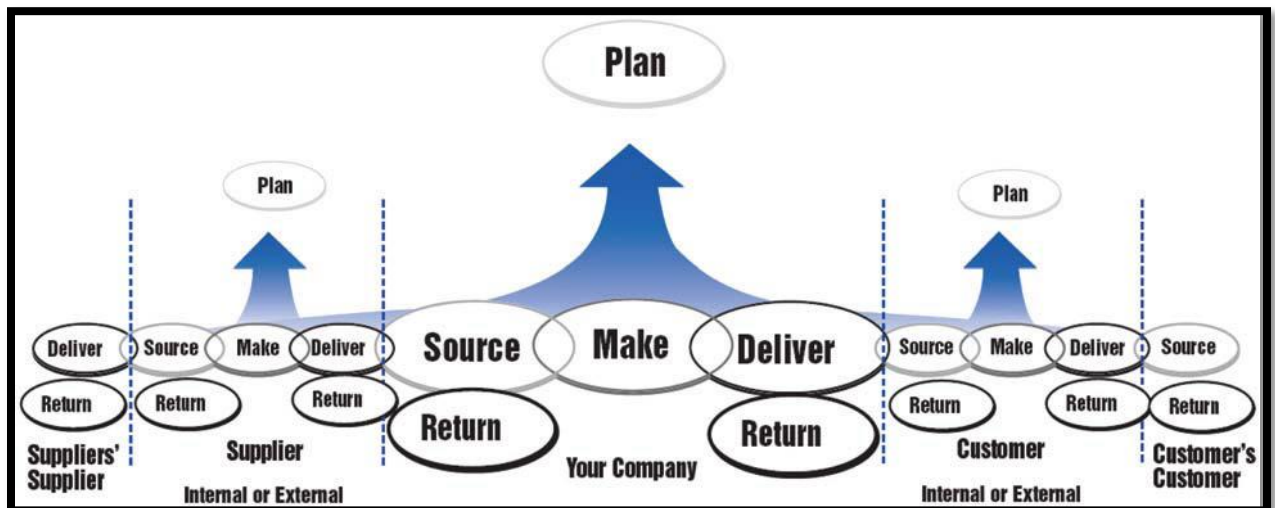 Plan
Plan
Plan
Deliver Source Make Deliver Source Make Deliver Source Make Deliver Source
Return Return Return Return Return Return Return Return
Suppliers'
Supplier
Supplier
Internal or External
Your Company
Customer
Internal or External
Customer's
Customer